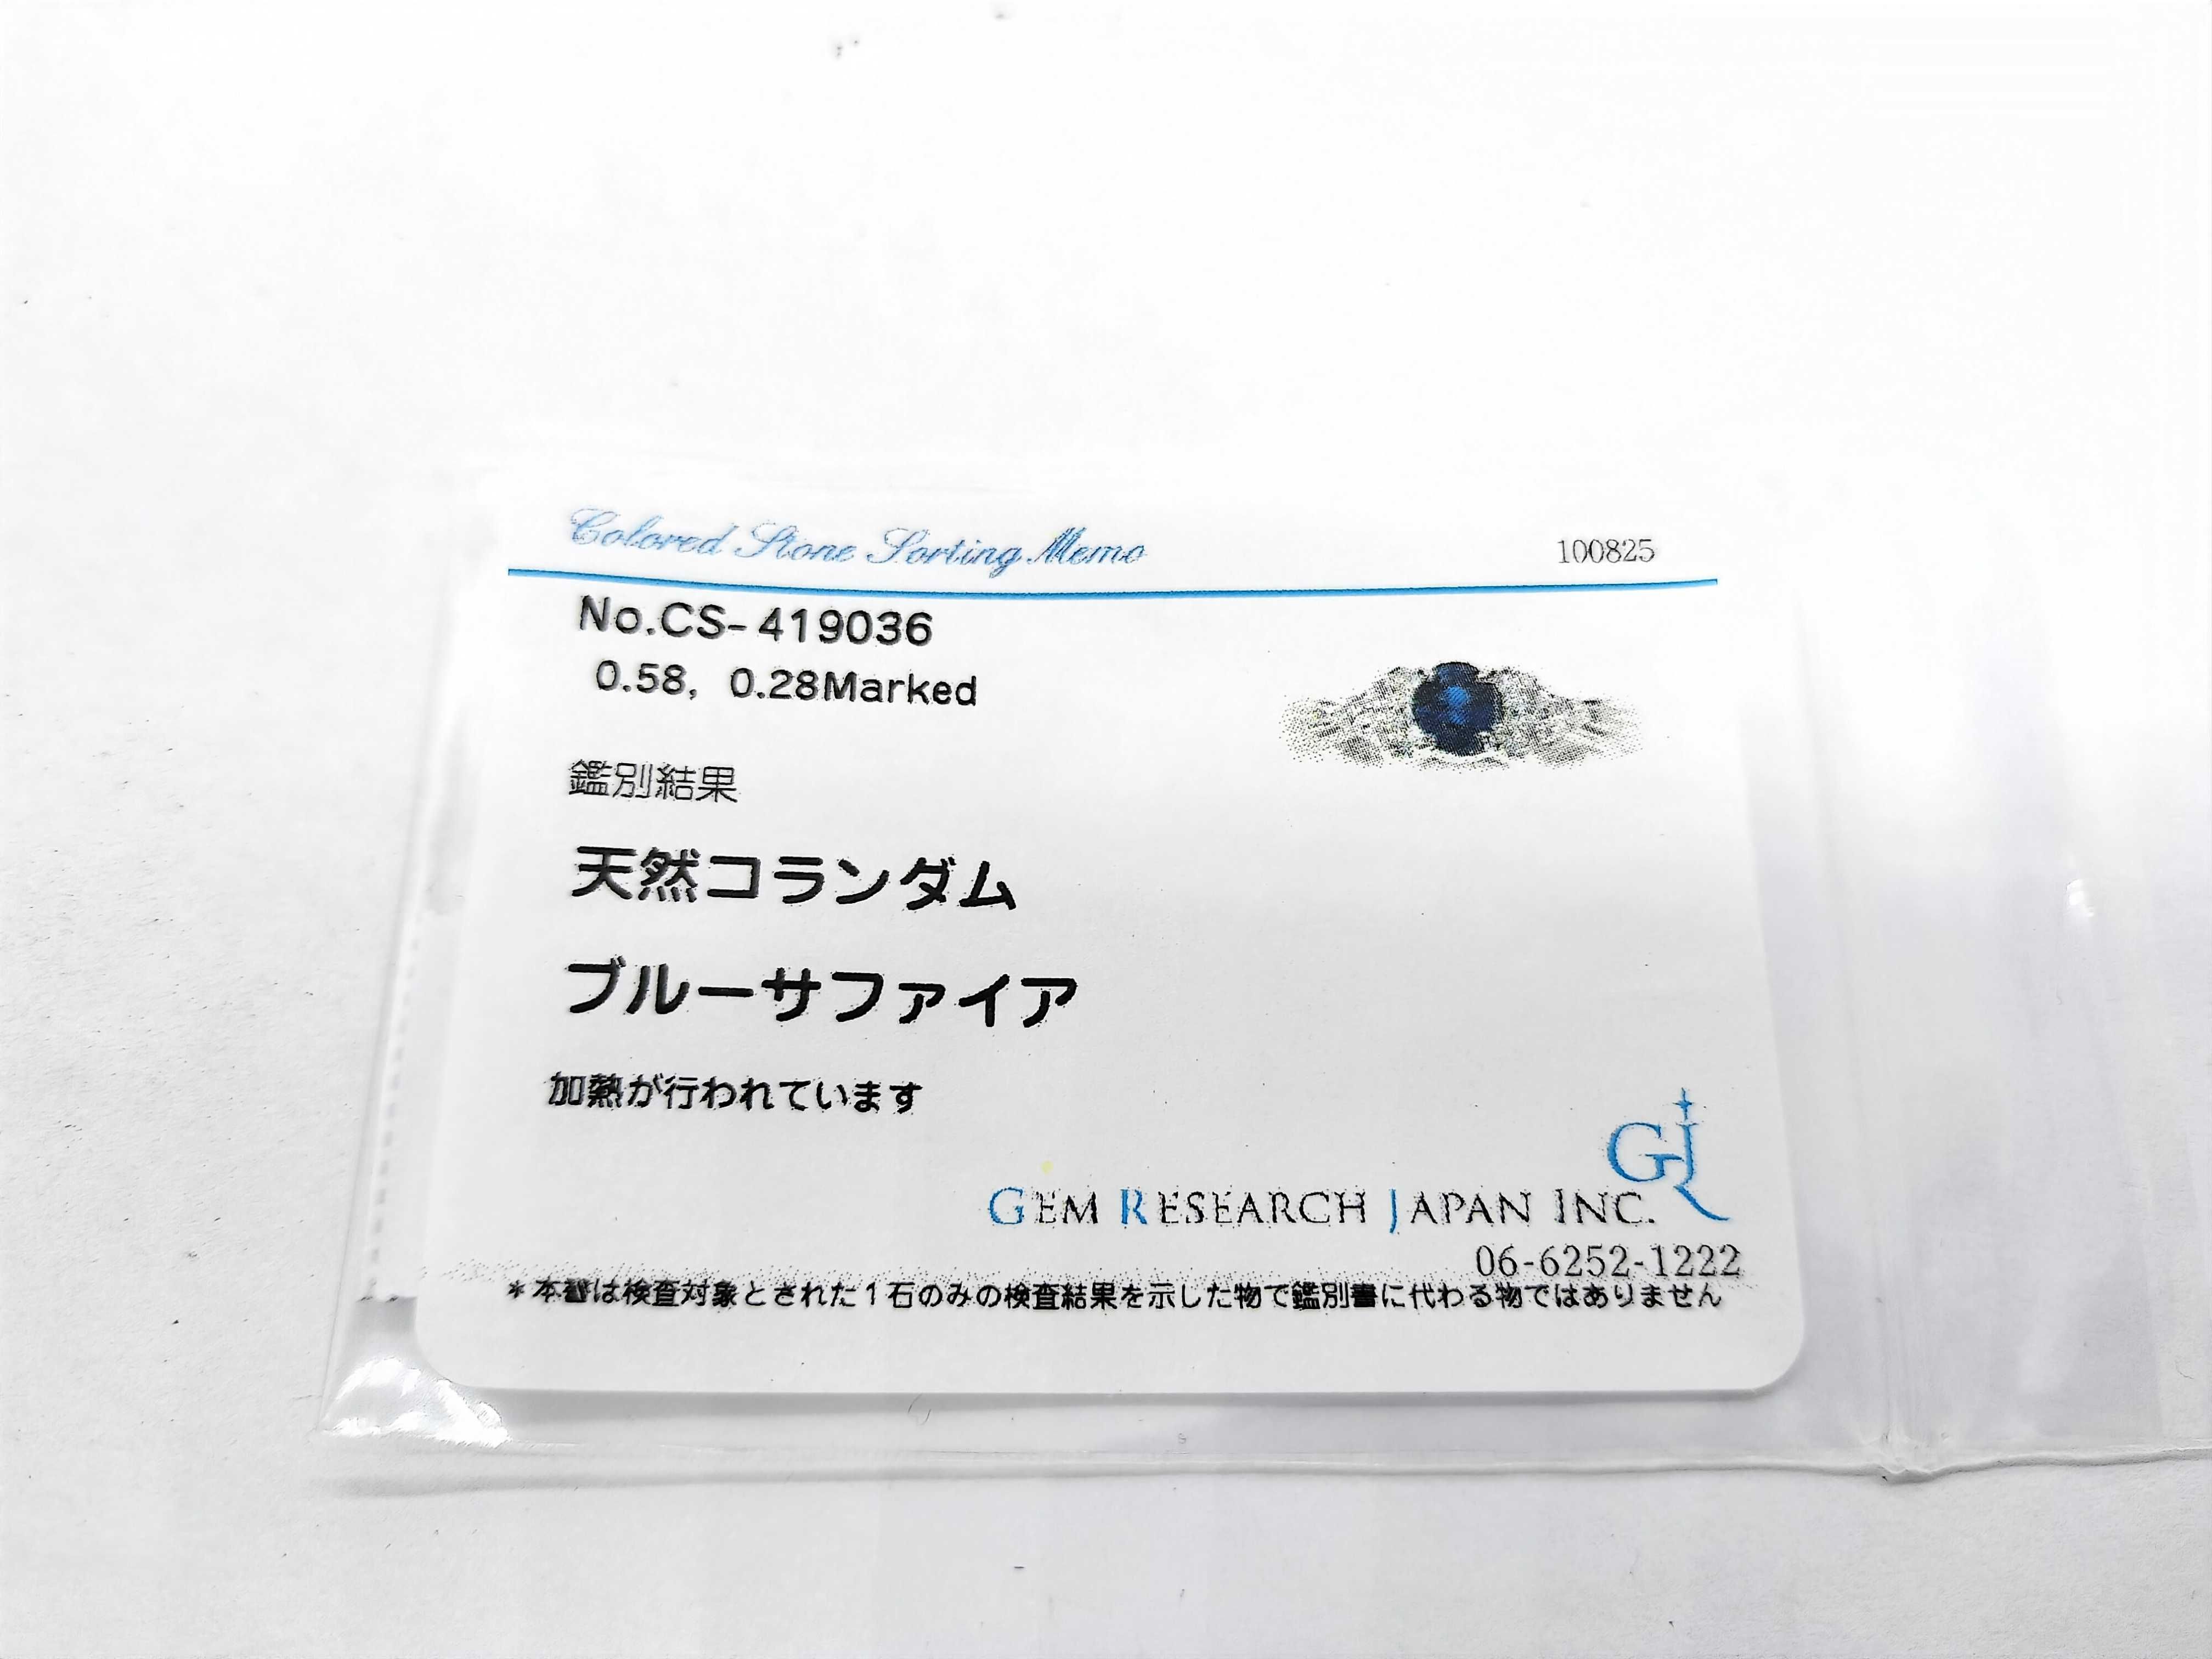 Colored Stone Sorting Memo
100825
No.CS-419036
0.58, 0.28Marked
鑑別結果
天然コランダム
ブルーサファイア
加熱が行われています
GEM RESEARCH JAPAN INC.
06-6252-1222
*本書は検査対象とされた1石のみの検査結果を示した物で鑑別書に代わる物ではありません